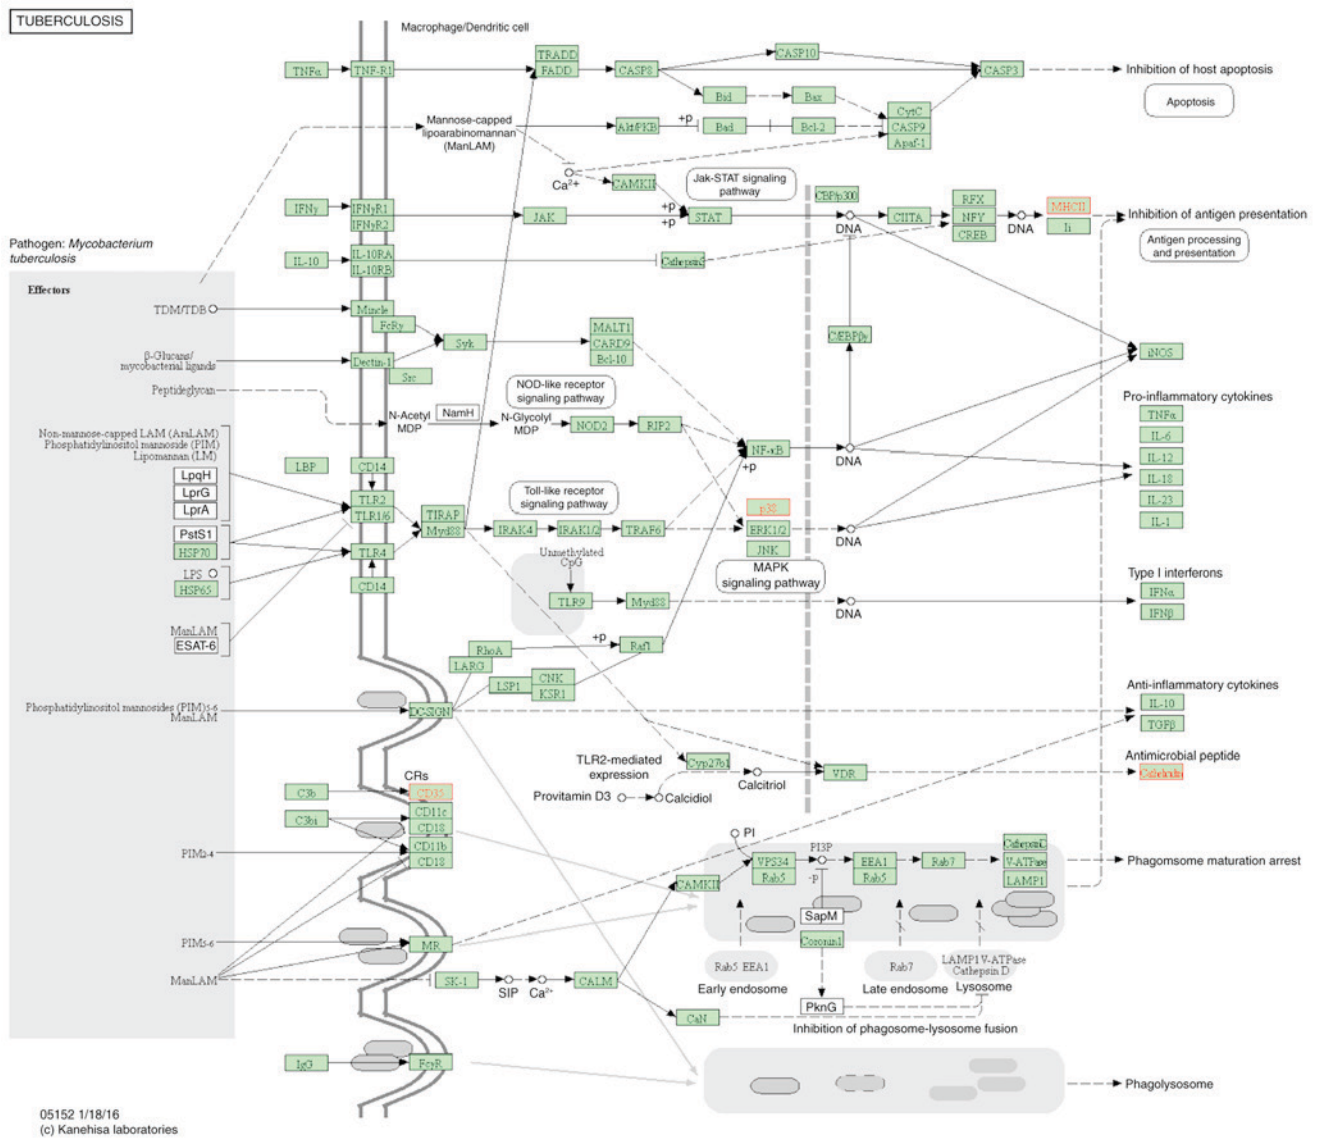 TUBERCULOSIS
Macrophage/Dendritic cell
TNFα
TNF-R1
TRADD
FADD
CASP8
CASP10
CASP3
Inhibition of host apoptosis
Apoptosis
Bid
Bax
CytC
CASP9
Apaf-1
Mannose-capped
lipoarabinomannan
(ManLAM)
Akt/PKB
+p
Bad
Bcl-2
Ca²⁺
CAMKII
Jak-STAT signaling
pathway
IFNγ
IFNγR1
IFNγR2
JAK
+p
+p
STAT
CBP/p300
DNA
CIITA
RFX
NFY
CREB
DNA
MHCII
Ii
Inhibition of antigen presentation
Antigen processing
and presentation
IL-10
IL-10RA
IL-10RB
Pathogen: Mycobacterium
tuberculosis
Effectors
TDM/TDB
Mincle
FcRγ
Syk
MALT1
CARD9
Bcl-10
iNOS
β-Glucans/
mycobacterial ligands
Dectin-1
Src
Peptideglycan
N-Acetyl
MDP
NamH
N-Glycolyl
MDP
NOD-like receptor
signaling pathway
NOD2
RIP2
NF-κB
+p
DNA
Pro-inflammatory cytokines
TNFα
IL-6
IL-12
IL-18
IL-23
IL-1
Non-mannose-capped LAM (AraLAM)
Phosphatidylinositol mannoside (PIM)
Lipomannan (LM)
LpqH
LprG
LprA
PstS1
HSP70
LPS
HSP65
ManLAM
ESAT-6
LBP
CD14
TLR2
TLR1/6
TLR4
CD14
TIRAP
Myd88
Toll-like receptor
signaling pathway
IRAK4
IRAK1/2
TRAF6
p38
ERK1/2
JNK
DNA
MAPK
signaling pathway
Unmethylated
CpG
TLR9
Myd88
DNA
Type I interferons
IFNα
IFNβ
RhoA
LARG
+p
Raf1
LSP1
CNK
KSR1
Phosphatidylinositol mannosides (PIM)5-6
ManLAM
DC-SIGN
Anti-inflammatory cytokines
IL-10
TGFβ
TLR2-mediated
expression
Cyp27b1
Provitamin D3
Calcidiol
Calcitriol
VDR
Antimicrobial peptide
CRs
C3b
CD35
C3bi
CD11c
CD18
CD11b
CD18
PIM2-4
PI
VPS34
Rab5
PI3P
-p
EEA1
Rab5
Rab7
CathepsinD
V-ATPase
LAMP1
Phagomsome maturation arrest
CAMKII
SapM
Coronin1
PIM5-6
MR
ManLAM
SK-1
SIP
Ca²⁺
CALM
CaN
Rab5 EEA1
Early endosome
Rab7
Late endosome
LAMP1 V-ATPase
Cathepsin D
Lysosome
PknG
Inhibition of phagosome-lysosome fusion
IgG
FcγR
Phagolysosome
05152 1/18/16
(c) Kanehisa laboratories